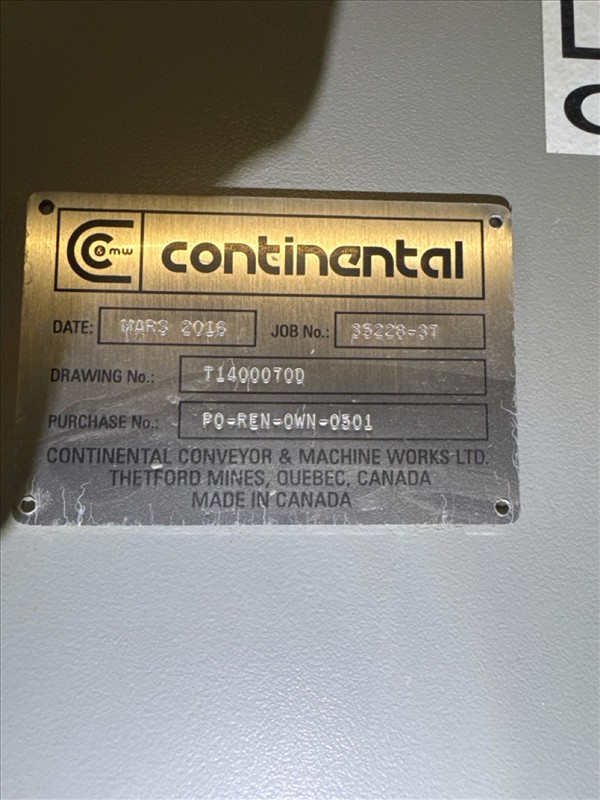 C&C mw continental
DATE: MARS 2016 JOB No.: 35228-37
DRAWING No.: T1400070D
PURCHASE No.: PO-REN-OWN-0301
CONTINENTAL CONVEYOR & MACHINE WORKS LTD.
THETFORD MINES, QUEBEC, CANADA
MADE IN CANADA